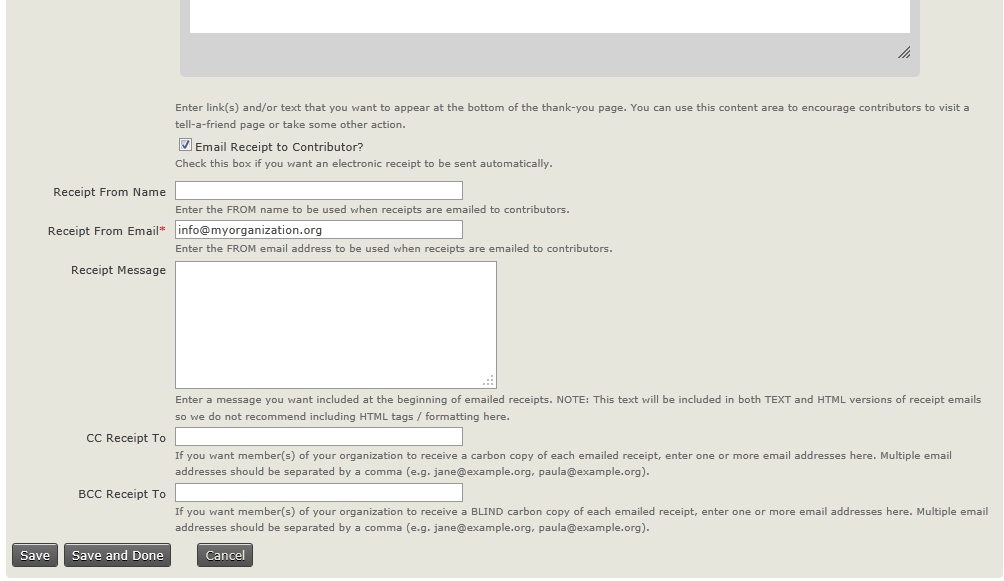 Enter link(s) and/or text that you want to appear at the bottom of the thank-you page. You can use this content area to encourage contributors to visit a
tell-a-friend page or take some other action.
Email Receipt to Contributor?
Check this box if you want an electronic receipt to be sent automatically.
Receipt From Name
Enter the FROM name to be used when receipts are emailed to contributors.
Receipt From Email* info@myorganization.org
Enter the FROM email address to be used when receipts are emailed to contributors.
Receipt Message
Enter a message you want included at the beginning of emailed receipts. NOTE: This text will be included in both TEXT and HTML versions of receipt emails
so we do not recommend including HTML tags / formatting here.
CC Receipt To
If you want member(s) of your organization to receive a carbon copy of each emailed receipt, enter one or more email addresses here. Multiple email
addresses should be separated by a comma (e.g. jane@example.org, paula@example.org).
BCC Receipt To
If you want member(s) of your organization to receive a BLIND carbon copy of each emailed receipt, enter one or more email addresses here. Multiple email
addresses should be separated by a comma (e.g. jane@example.org, paula@example.org).
Save Save and Done Cancel